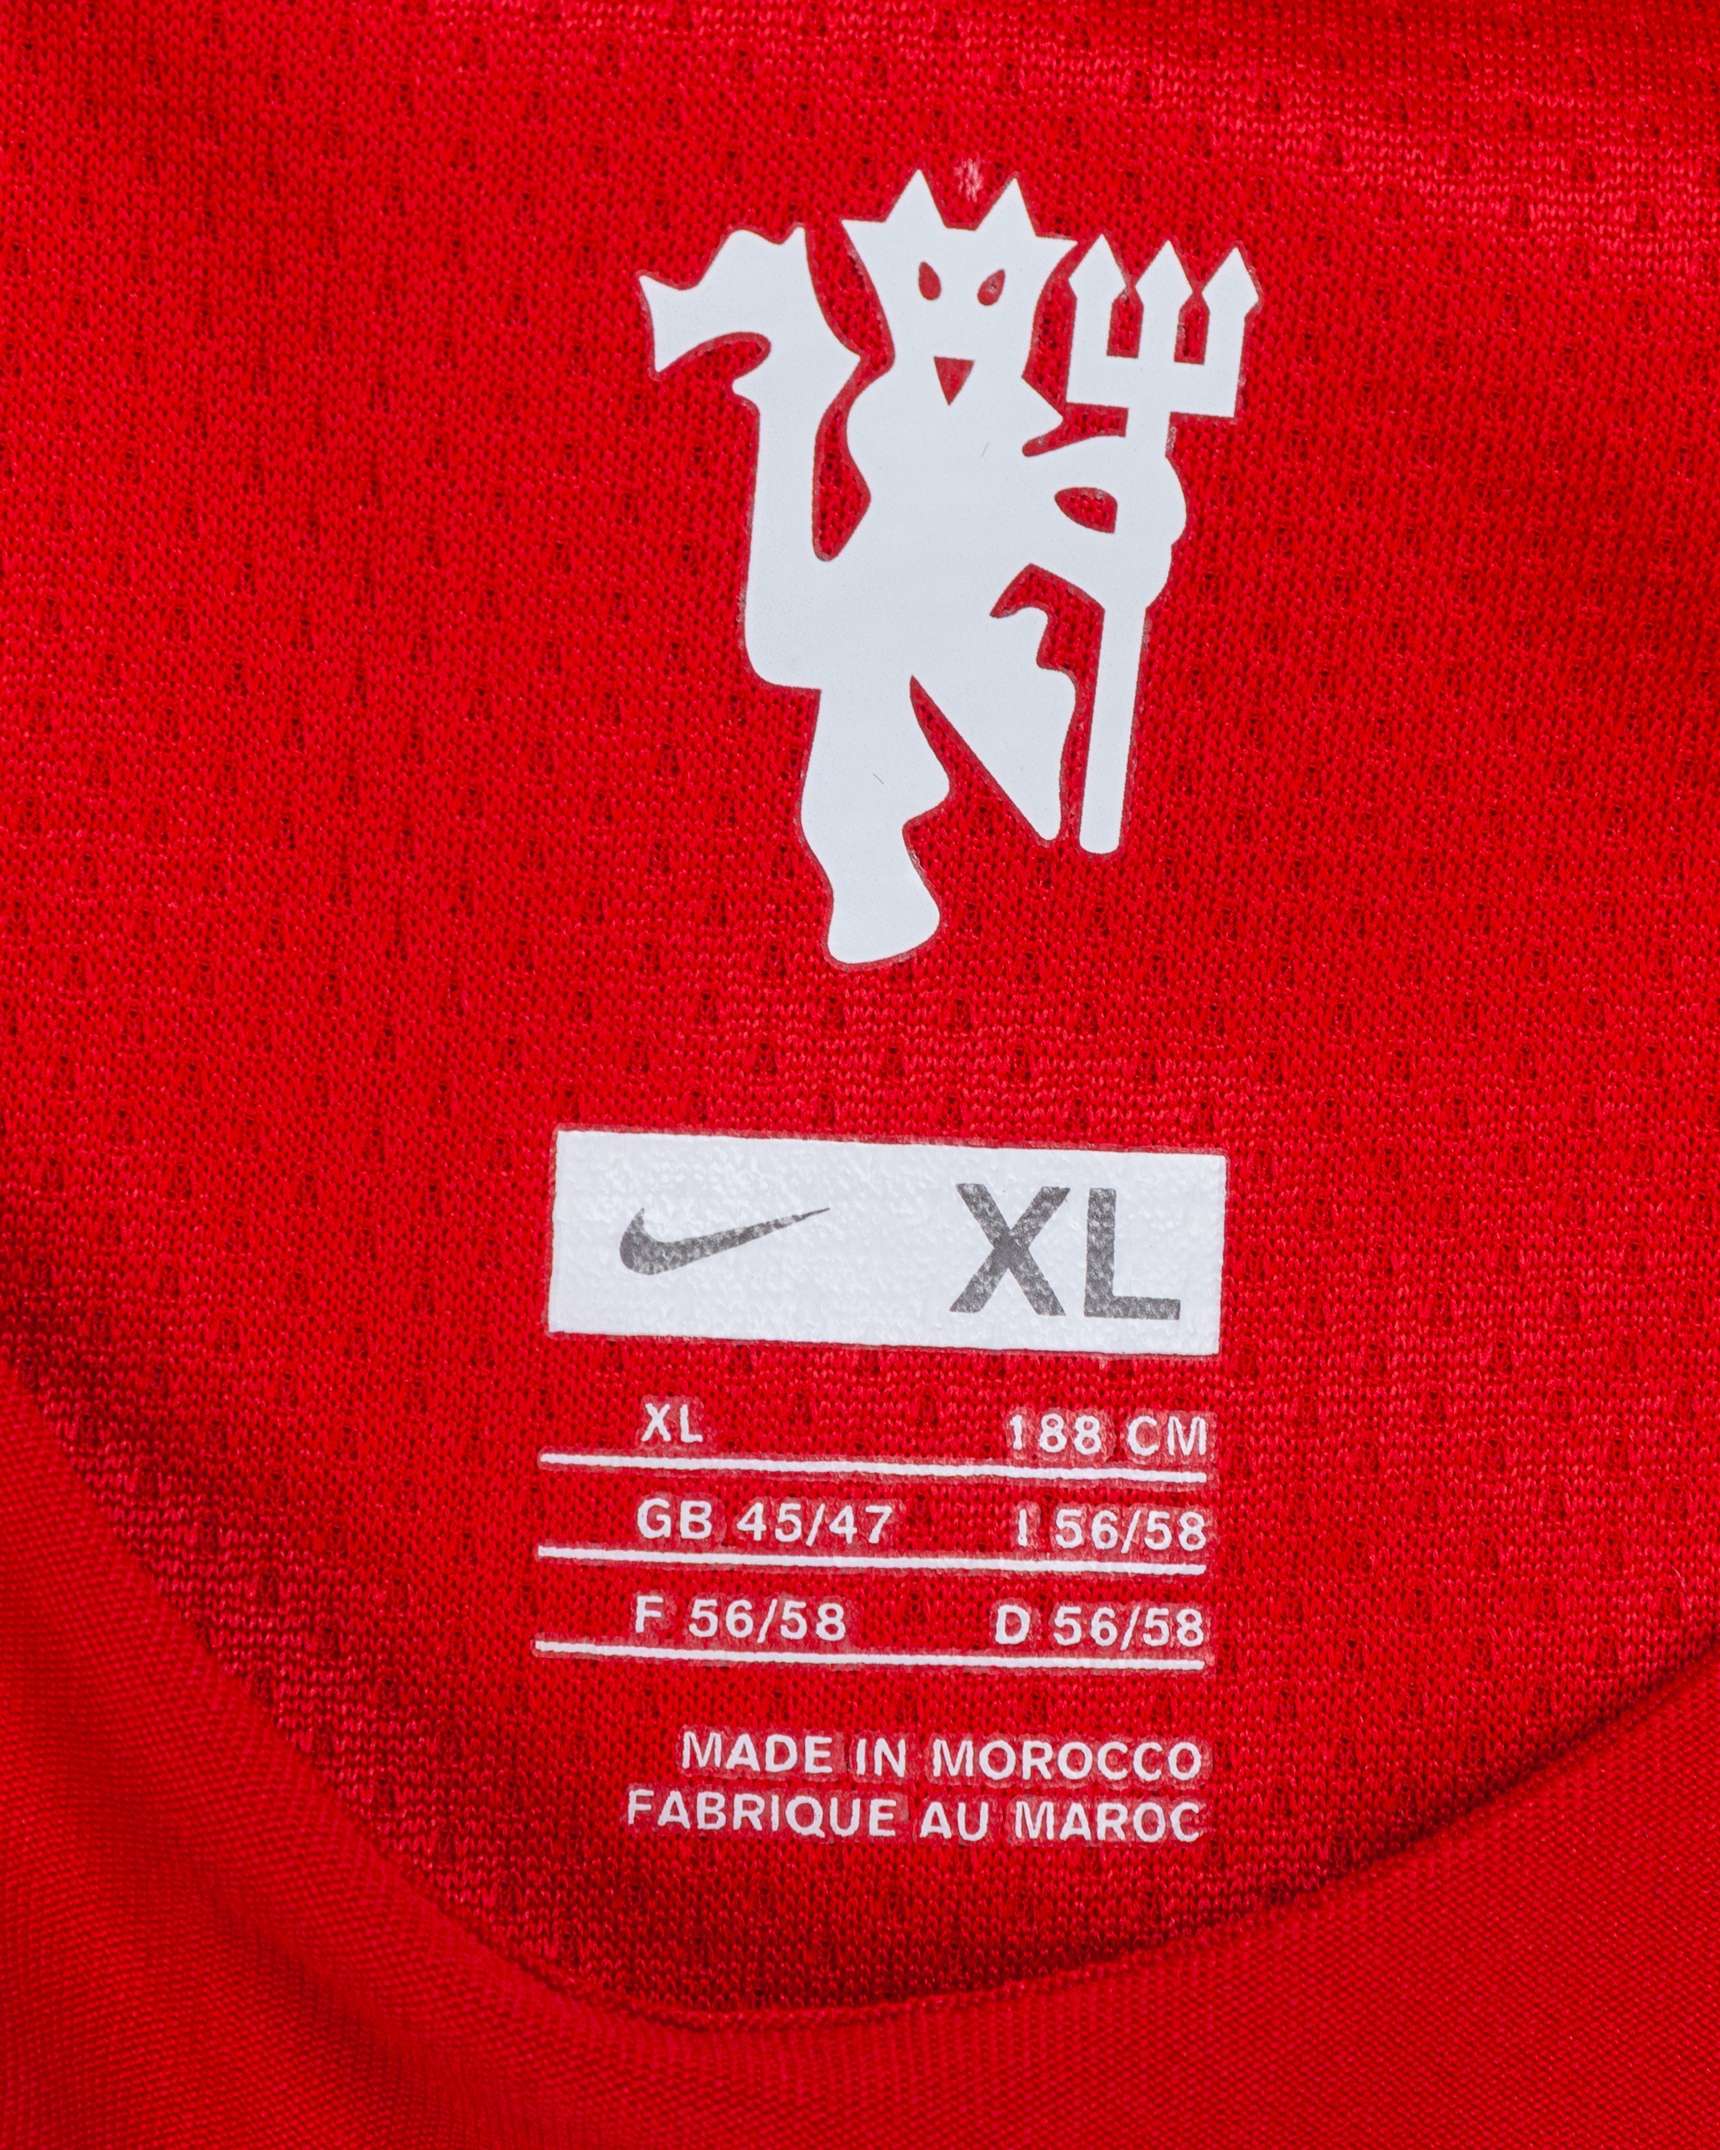 XL
XL 188 CM
GB 45/47 I 56/58
F 56/58 D 56/58
MADE IN MOROCCO
FABRIQUE AU MAROC